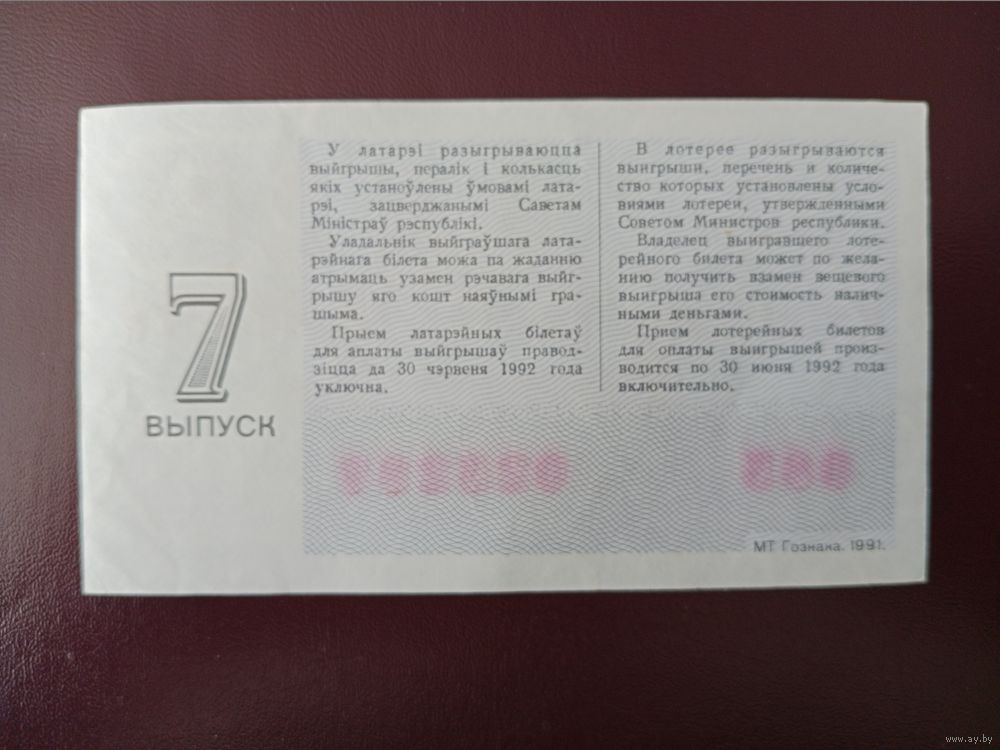 У латарэі разыгрываюцца
выйгрышы, пералік і колькасць
якіх устаноўлены ўмовамі лата-
рэі, зацверджанымі Саветам
Міністраў рэспублікі.
Уладальнік выйграўшага лата-
рэйнага білета можа па жаданню
атрымаць узамен рэчавага выйг-
рышу яго кошт наяўнымі гра-
шыма.
Прыем латарэйных білетаў
для аплаты выйгрышаў праводз-
зіцца да 30 чэрвеня 1992 года
уключна.
В лотерее разыгрываются
выигрыши, перечень и количе-
ство которых установлены усло-
виями лотереи, утвержденными
Советом Министров республики.
Владелец выигравшего лоте-
рейного билета может по жела-
нию получить взамен вещевого
выигрыша его стоимость налич-
ными деньгами.
Прием лотерейных билетов
для оплаты выигрышей произ-
водится по 30 июня 1992 года
включительно.
7
ВЫПУСК
МТ Гознака. 1991.
www.ay.by